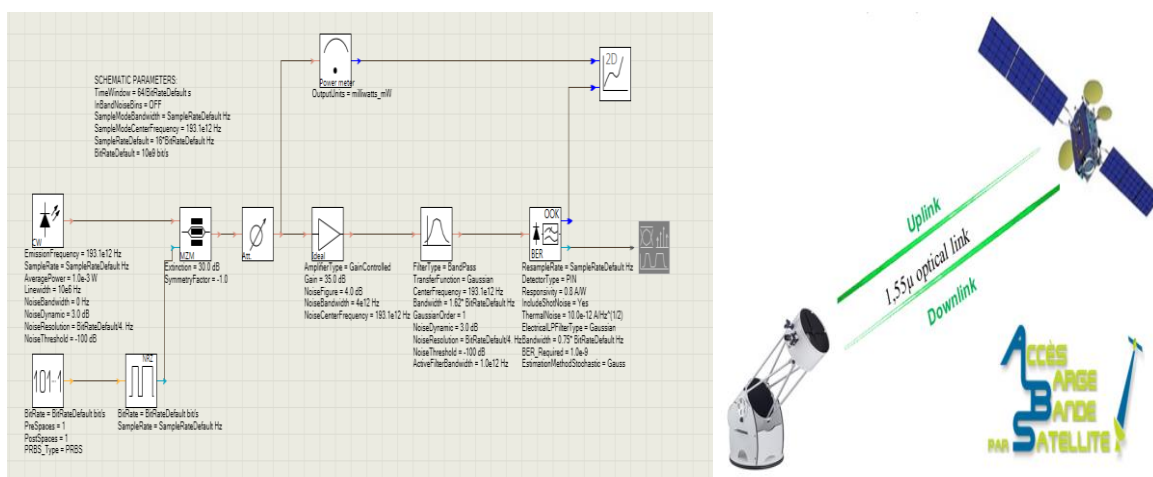 SCHEMATIC PARAMETERS:
TimeWindow = 64/BitRateDefault s
InBandNoiseBins = OFF
SampleModeBandwidth = SampleRateDefault Hz
SampleModeCenterFrequency = 193.1e12 Hz
SampleRateDefault = 16*BitRateDefault Hz
BitRateDefault = 10e9 bit/s
Power meter
OutputUnits = milliwatts_mW
2D
CW
EmissionFrequency = 193.1e12 Hz
SampleRate = SampleRateDefault Hz
AveragePower = 1.0e-3 W
Linewidth = 10e6 Hz
NoiseBandwidth = 0 Hz
NoiseDynamic = 3.0 dB
NoiseResolution = BitRateDefault/4. Hz
NoiseThreshold = -100 dB
MZM
Extinction = 30.0 dB
SymmetryFactor = -1.0
Att.
Ideal
AmplifierType = GainControlled
Gain = 35.0 dB
NoiseFigure = 4.0 dB
NoiseBandwidth = 4e12 Hz
NoiseCenterFrequency = 193.1e12 Hz
FilterType = BandPass
TransferFunction = Gaussian
CenterFrequency = 193.1e12 Hz
Bandwidth = 1.62* BitRateDefault Hz
GaussianOrder = 1
NoiseDynamic = 3.0 dB
NoiseResolution = BitRateDefault/4. Hz
NoiseThreshold = -100 dB
ActiveFilterBandwidth = 1.0e12 Hz
OOK
BER
ResampleRate = SampleRateDefault Hz
DetectorType = PIN
Responsivity = 0.8 A/W
IncludeShotNoise = Yes
ThermalNoise = 10.0e-12 A/Hz^(1/2)
ElectricalLPFilterType = Gaussian
Bandwidth = 0.75* BitRateDefault Hz
BER_Required = 1.0e-9
EstimationMethodStochastic = Gauss
101-1
BitRate = BitRateDefault bit/s
PreSpaces = 1
PostSpaces = 1
PRBS_Type = PRBS
NRZ
BitRate = BitRateDefault bit/s
SampleRate = SampleRateDefault Hz
Uplink
1,55µ optical link
Downlink
ACCÈS
LARGE
BANDE
PAR SATELLITE